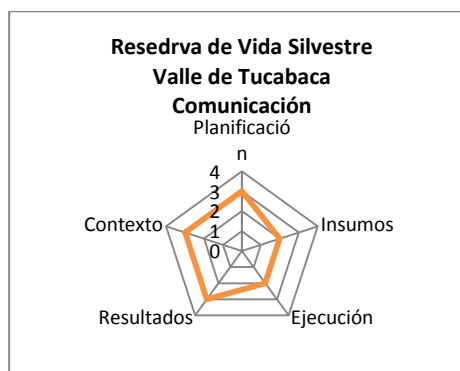 Resedrva de Vida Silvestre
Valle de Tucabaca
Comunicación
Planificació
n
4
3
2
1
0
Contexto
Insumos
Resultados
Ejecución